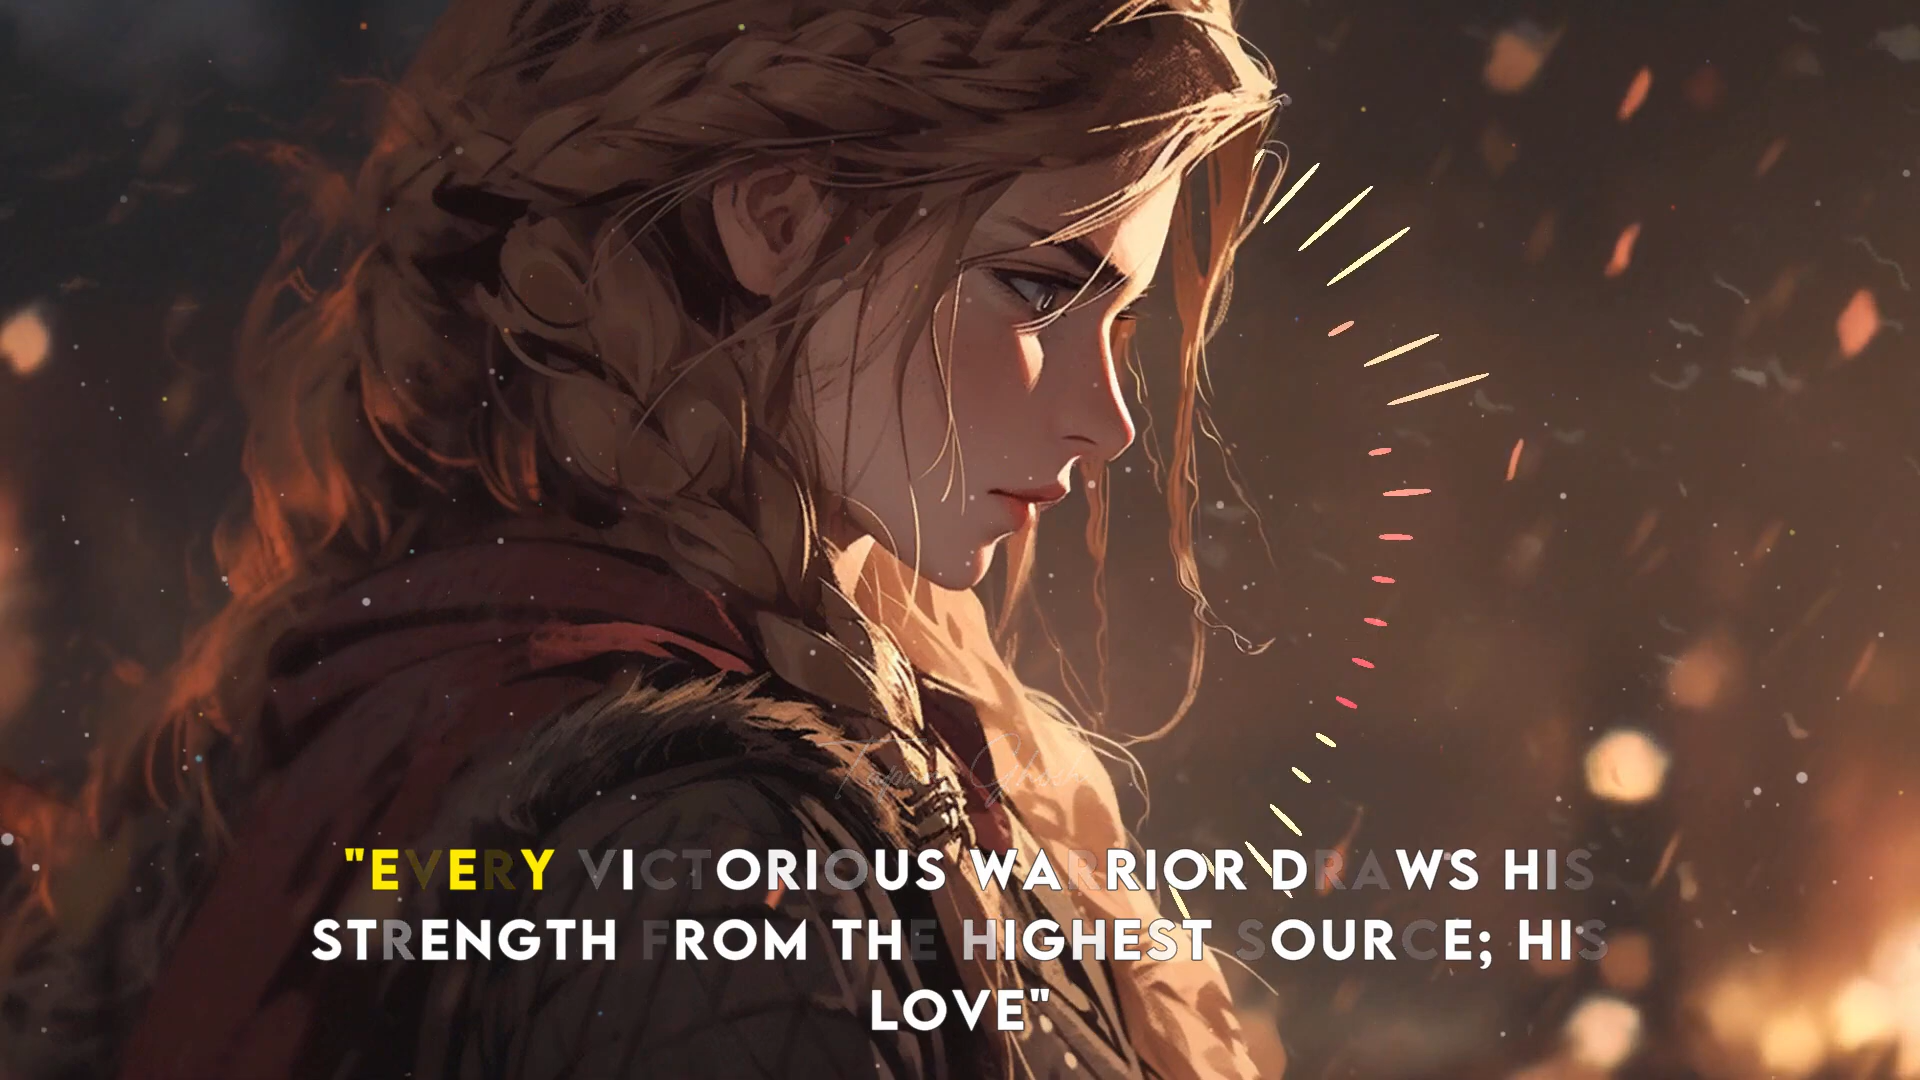 "EVERY VICTORIOUS WARRIOR DRAWS HIS
STRENGTH FROM THE HIGHEST SOURCE; HIS
LOVE"